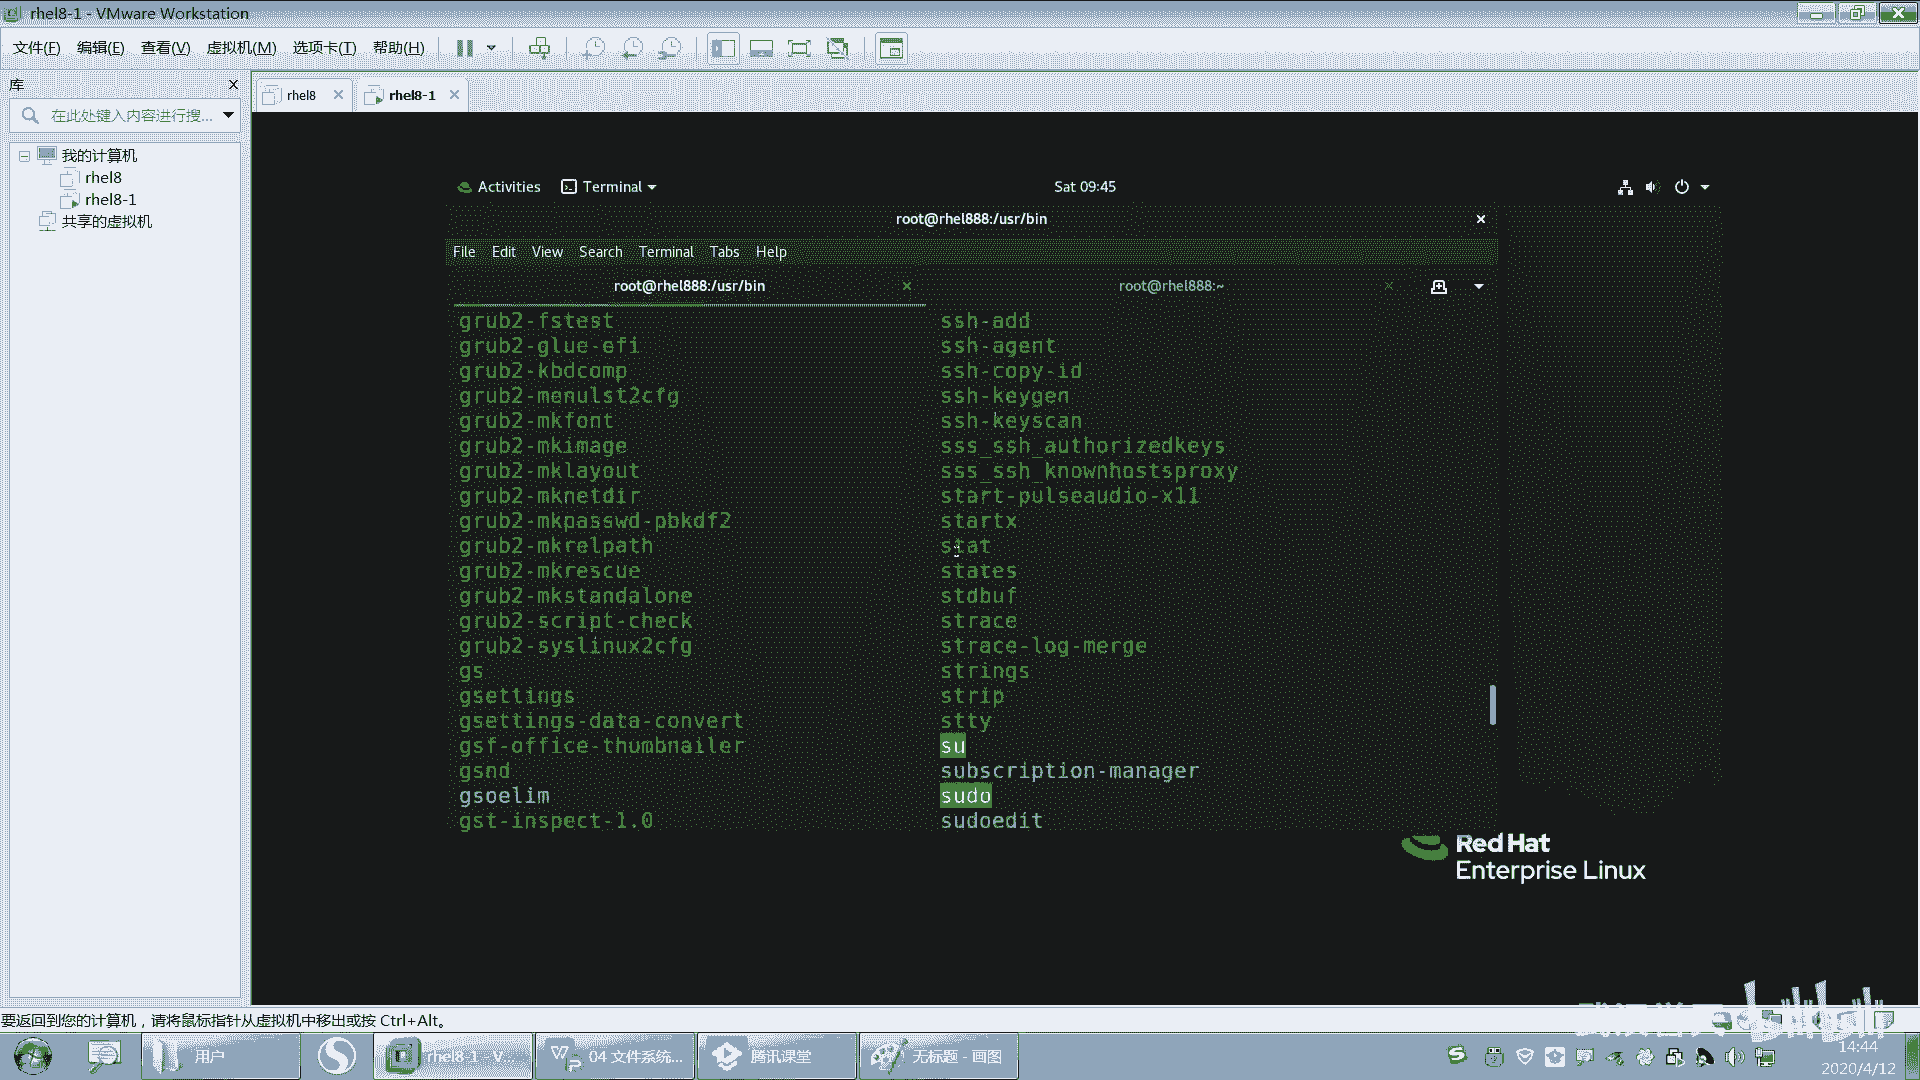 rhel8-1 - VMware Workstation
文件(F) 编辑(E) 查看(V) 虚拟机(M) 选项卡(T) 帮助(H)
库
在此处键入内容进行搜...
我的计算机
rhel8
rhel8-1
共享的虚拟机
rhel8
rhel8-1
Activities Terminal Sat 09:45
root@rhel888:/usr/bin
File Edit View Search Terminal Tabs Help
root@rhel888:/usr/bin root@rhel888:~
grub2-fstest ssh-add
grub2-glue-efi ssh-agent
grub2-kbdcomp ssh-copy-id
grub2-menulst2cfg ssh-keygen
grub2-mkfont ssh-keyscan
grub2-mkimage sss_ssh_authorizedkeys
grub2-mklayout sss_ssh_knownhostsproxy
grub2-mknetdir start-pulseaudio-x11
grub2-mkpasswd-pbkdf2 startx
grub2-mkrelpath stat
grub2-mkrescue states
grub2-mkstandalone stdbuf
grub2-script-check strace
grub2-syslinux2cfg strace-log-merge
gs strings
gsettings strip
gsettings-data-convert stty
gsf-office-thumbnailer su
gsnd subscription-manager
gsoelim sudo
gst-inspect-1.0 sudoedit
Red Hat
Enterprise Linux
要返回到您的计算机，请将鼠标指针从虚拟机中移出或按 Ctrl+Alt。
用户
rhel8-1 - V...
04 文件系统...
腾讯课堂
无标题 - 画图
14:44
2020/4/12